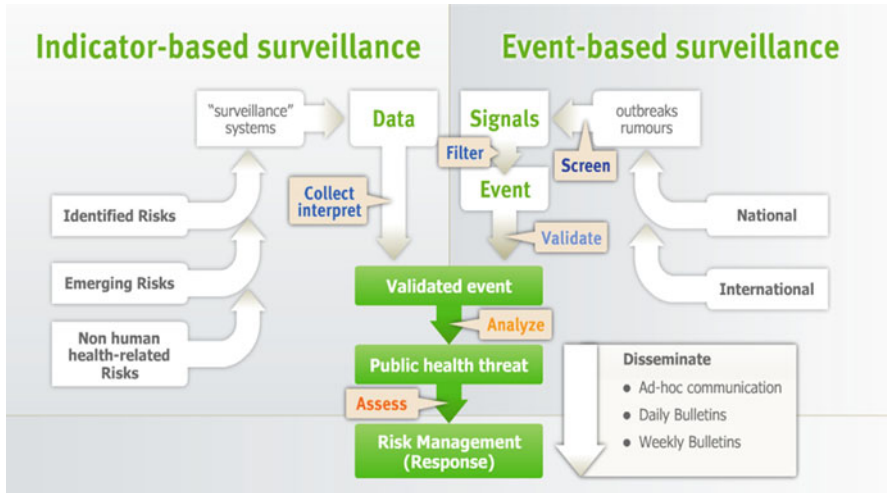 Indicator-based surveillance
Event-based surveillance
“surveillance”
systems
Data
Signals
outbreaks
rumours
Filter
Screen
Collect
interpret
Event
Identified Risks
National
Validate
Emerging Risks
Validated event
International
Analyze
Non human
health-related
Risks
Public health threat
Disseminate
• Ad-hoc communication
• Daily Bulletins
• Weekly Bulletins
Assess
Risk Management
(Response)